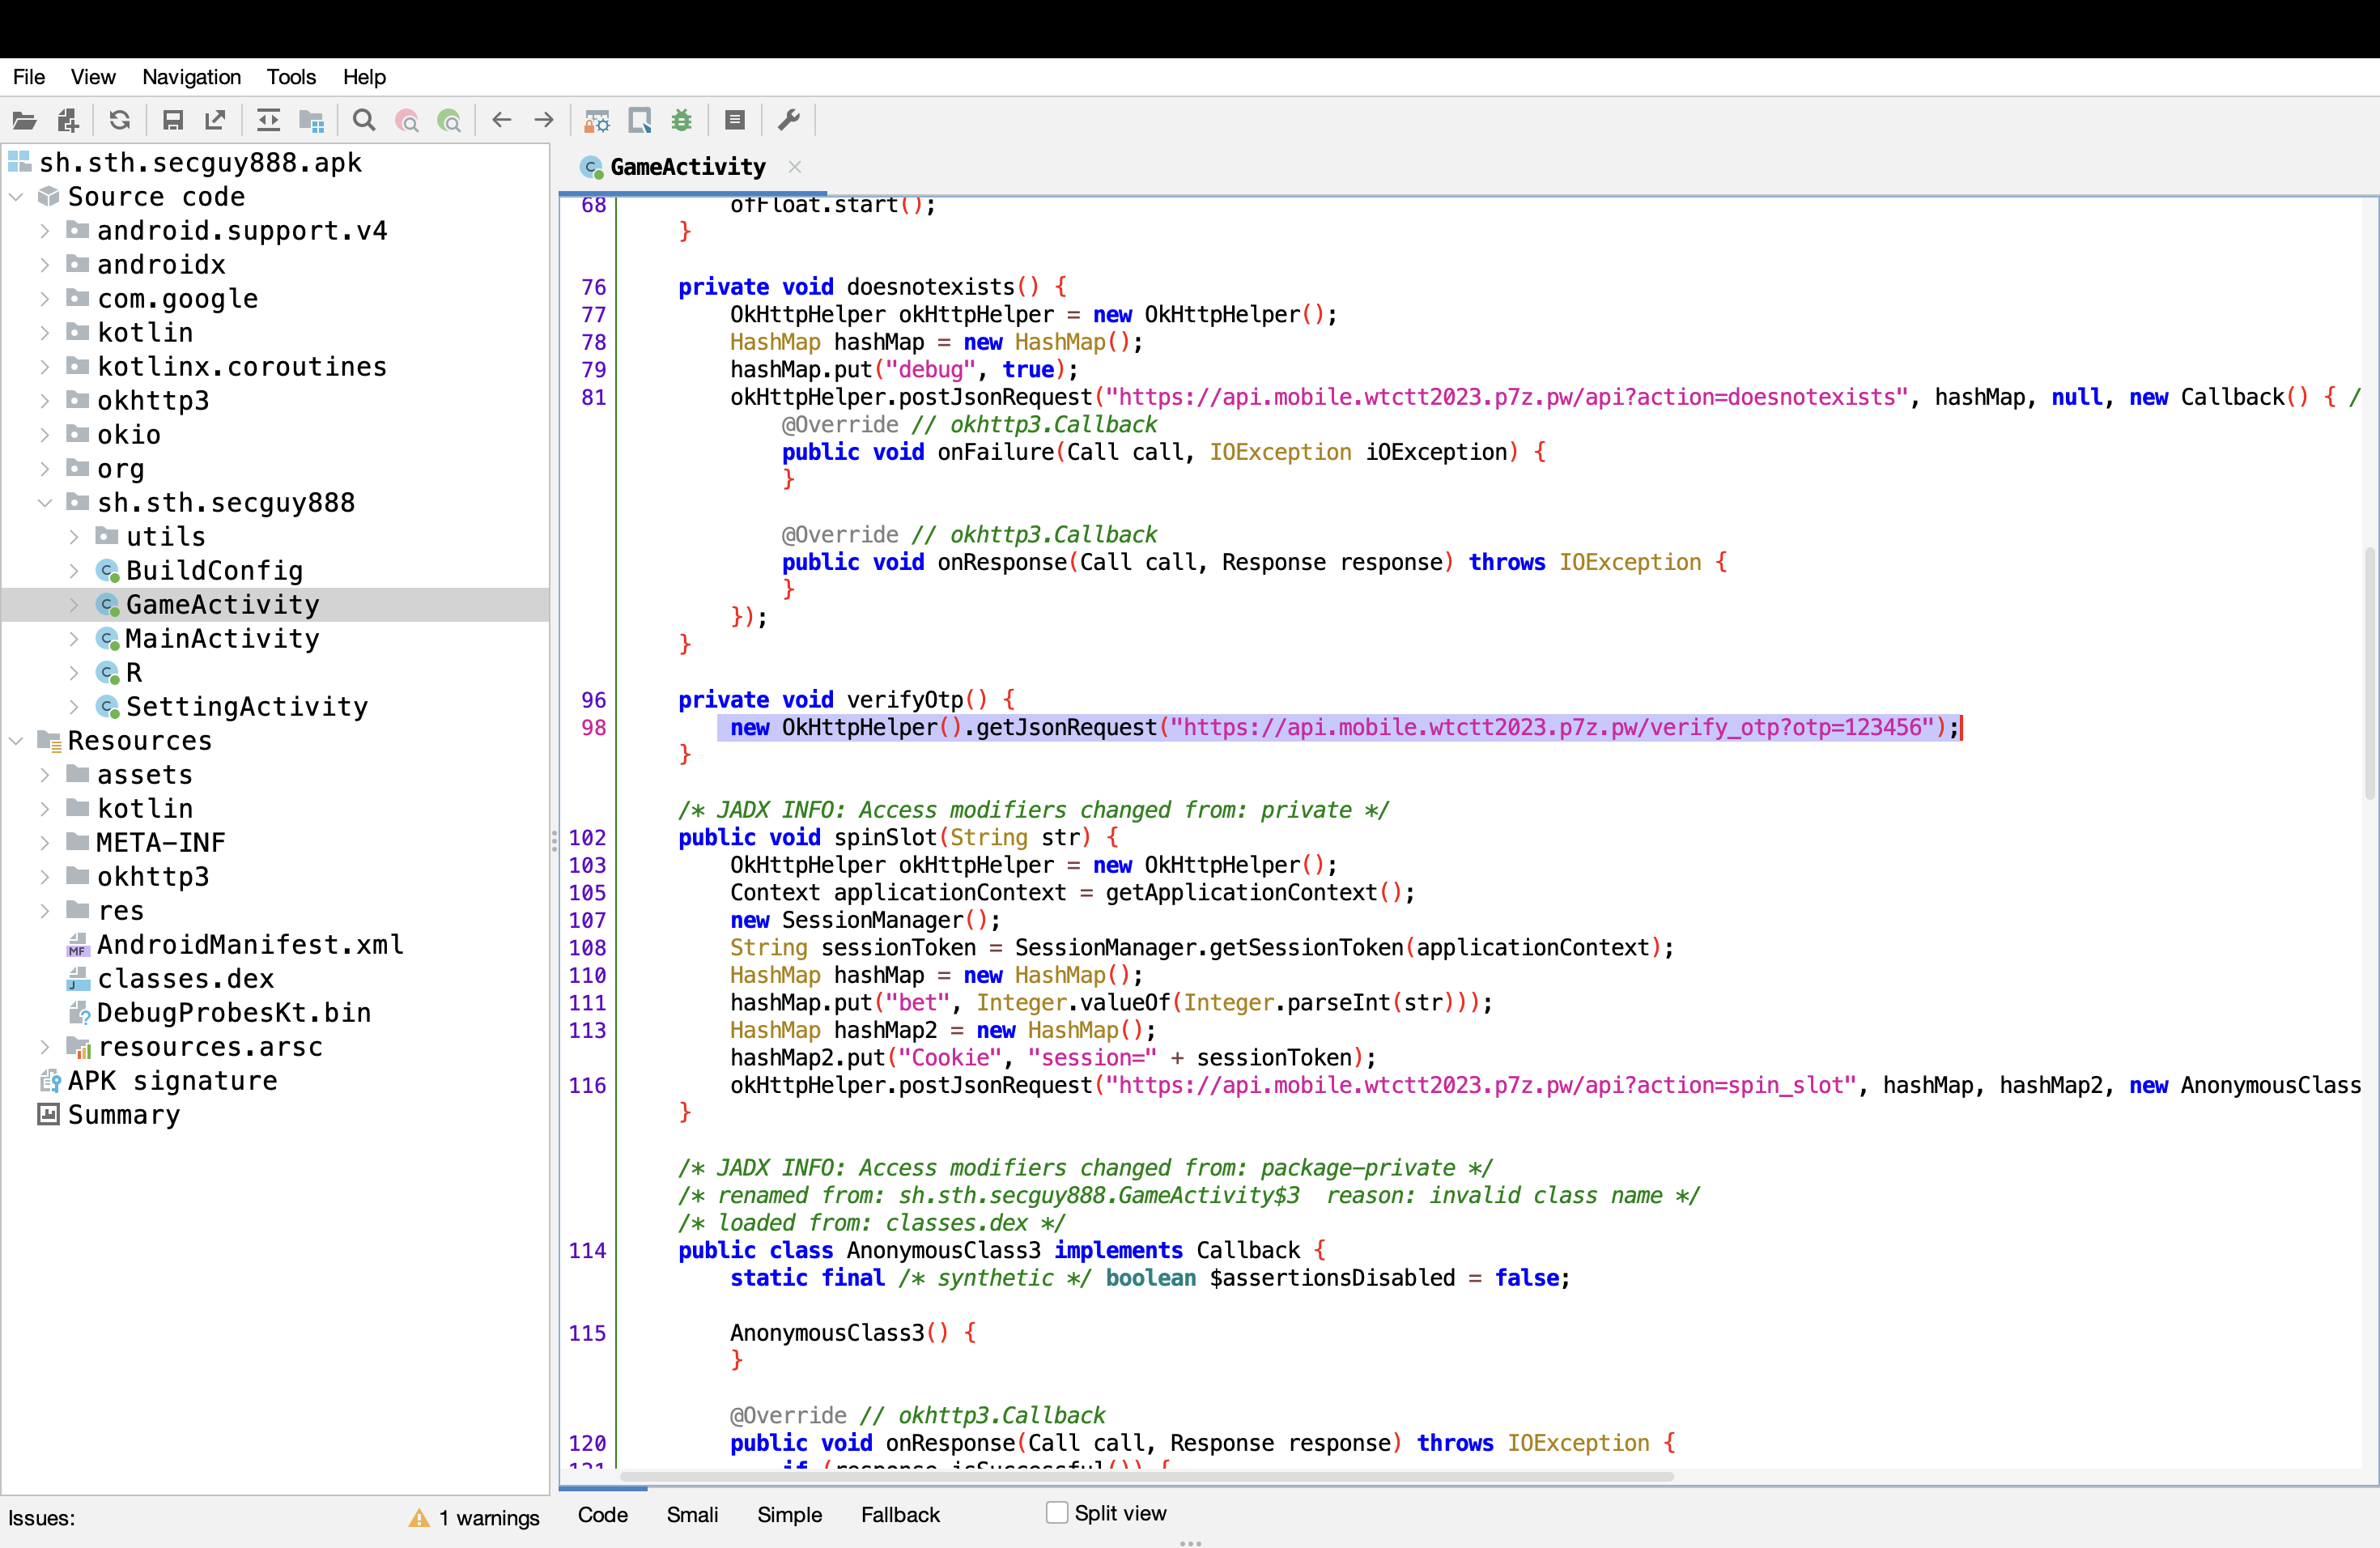 File View Navigation Tools Help
sh.sth.secguy888.apk
Source code
android.support.v4
androidx
com.google
kotlin
kotlinx.coroutines
okhttp3
okio
org
sh.sth.secguy888
utils
BuildConfig
GameActivity
MainActivity
R
SettingActivity
Resources
assets
kotlin
META-INF
okhttp3
res
AndroidManifest.xml
classes.dex
DebugProbesKt.bin
resources.arsc
APK signature
Summary
Issues: 1 warnings
GameActivity
68 ofFloat.start();
}
76 private void doesnotexists() {
77 OkHttpHelper okHttpHelper = new OkHttpHelper();
78 HashMap hashMap = new HashMap();
79 hashMap.put("debug", true);
81 okHttpHelper.postJsonRequest("https://api.mobile.wtctt2023.p7z.pw/api?action=doesnotexists", hashMap, null, new Callback() { /
@Override // okhttp3.Callback
public void onFailure(Call call, IOException iOException) {
}
@Override // okhttp3.Callback
public void onResponse(Call call, Response response) throws IOException {
}
});
}
96 private void verifyOtp() {
98 new OkHttpHelper().getJsonRequest("https://api.mobile.wtctt2023.p7z.pw/verify_otp?otp=123456");
}
/* JADX INFO: Access modifiers changed from: private */
102 public void spinSlot(String str) {
103 OkHttpHelper okHttpHelper = new OkHttpHelper();
105 Context applicationContext = getApplicationContext();
107 new SessionManager();
108 String sessionToken = SessionManager.getSessionToken(applicationContext);
110 HashMap hashMap = new HashMap();
111 hashMap.put("bet", Integer.valueOf(Integer.parseInt(str)));
113 HashMap hashMap2 = new HashMap();
hashMap2.put("Cookie", "session=" + sessionToken);
116 okHttpHelper.postJsonRequest("https://api.mobile.wtctt2023.p7z.pw/api?action=spin_slot", hashMap, hashMap2, new AnonymousClass
}
/* JADX INFO: Access modifiers changed from: package-private */
/* renamed from: sh.sth.secguy888.GameActivity$3  reason: invalid class name */
/* loaded from: classes.dex */
114 public class AnonymousClass3 implements Callback {
static final /* synthetic */ boolean $assertionsDisabled = false;
115 AnonymousClass3() {
}
@Override // okhttp3.Callback
120 public void onResponse(Call call, Response response) throws IOException {
121 if (response.isSuccessful()) {
Code Smali Simple Fallback Split view